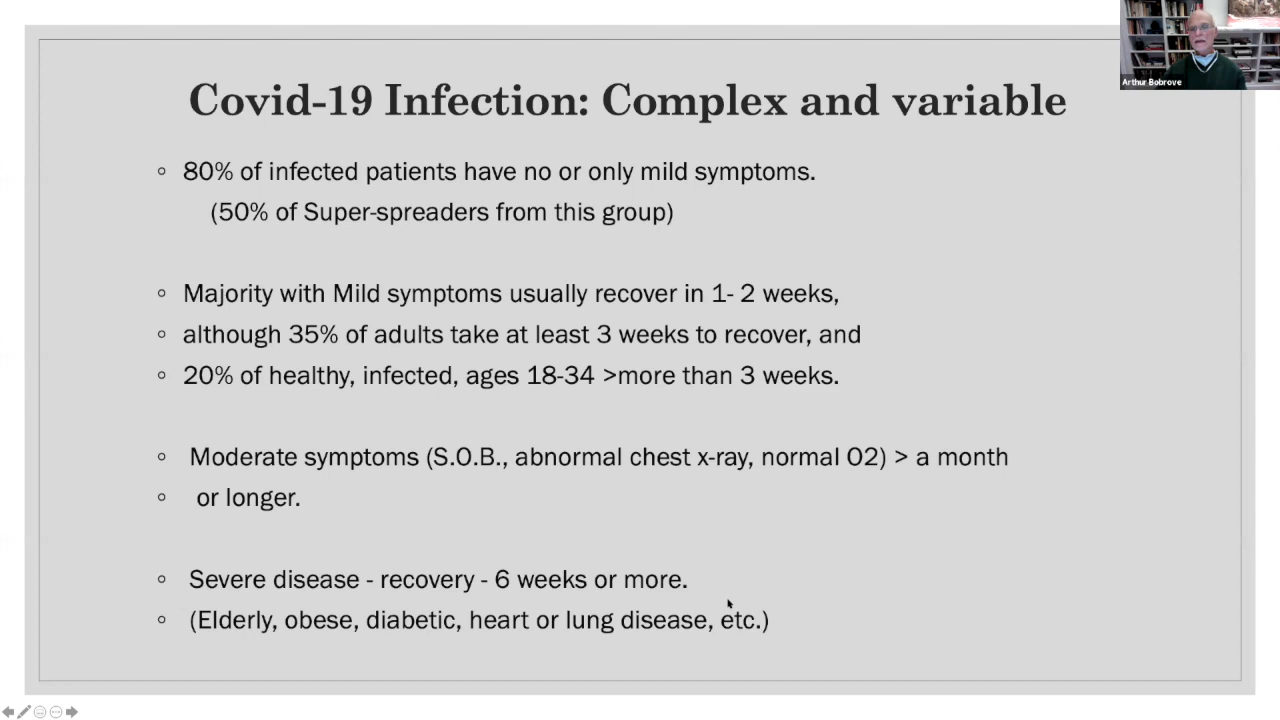 Arthur Bobrove
Covid-19 Infection: Complex and variable
◦ 80% of infected patients have no or only mild symptoms.
(50% of Super-spreaders from this group)
◦ Majority with Mild symptoms usually recover in 1- 2 weeks,
◦ although 35% of adults take at least 3 weeks to recover, and
◦ 20% of healthy, infected, ages 18-34 >more than 3 weeks.
◦ Moderate symptoms (S.O.B., abnormal chest x-ray, normal O2) > a month
◦ or longer.
◦ Severe disease - recovery - 6 weeks or more.
◦ (Elderly, obese, diabetic, heart or lung disease, etc.)